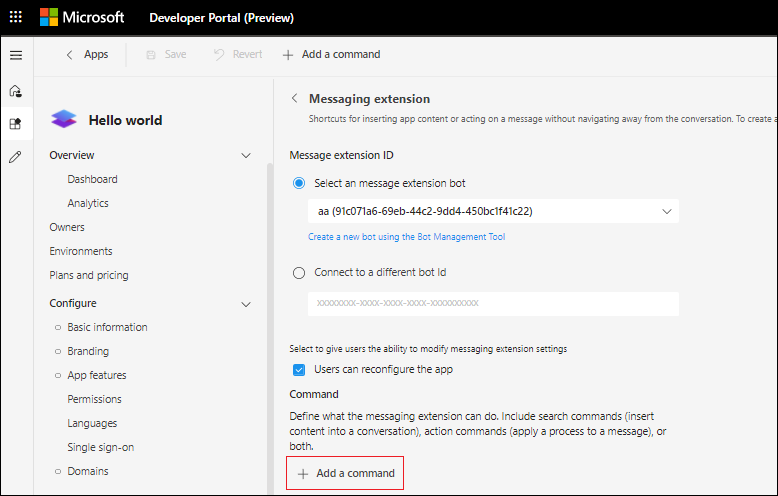 Microsoft Developer Portal (Preview)
Apps Save Revert Add a command
Hello world
Overview
Dashboard
Analytics
Owners
Environments
Plans and pricing
Configure
Basic information
Branding
App features
Permissions
Languages
Single sign-on
Domains
Messaging extension
Shortcuts for inserting app content or acting on a message without navigating away from the conversation. To create a
Message extension ID
Select an message extension bot
aa (91c071a6-69eb-44c2-9dd4-450bc1f41c22)
Create a new bot using the Bot Management Tool
Connect to a different bot Id
xxxxxxxx-xxxx-xxxx-xxxx-xxxxxxxxxx
Select to give users the ability to modify messaging extension settings
Users can reconfigure the app
Command
Define what the messaging extension can do. Include search commands (insert
content into a conversation), action commands (apply a process to a message), or
both.
Add a command